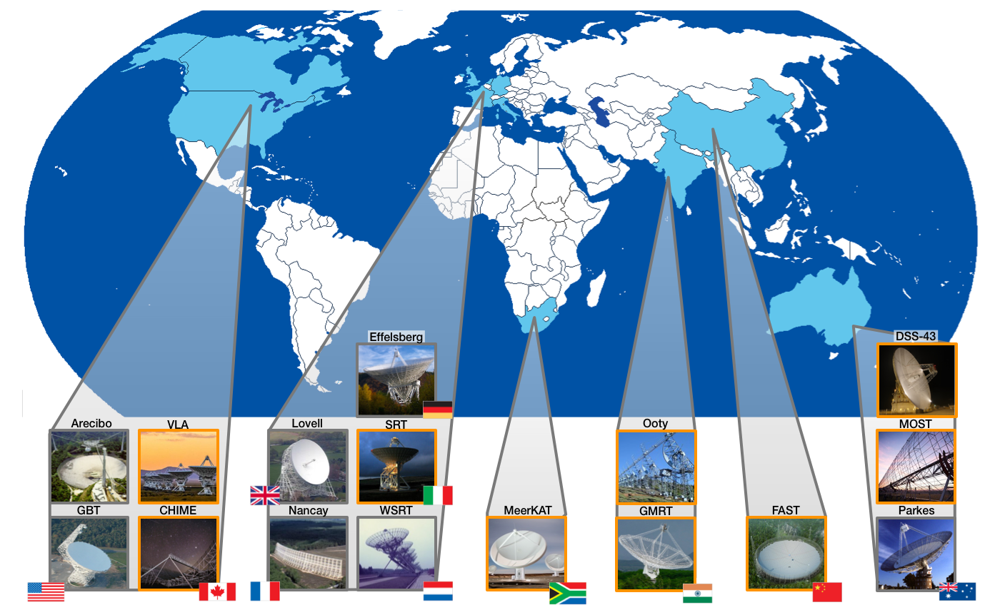 Effelsberg
DSS-43
Arecibo
VLA
Lovell
SRT
Ooty
MOST
GBT
CHIME
Nancay
WSRT
MeerKAT
GMRT
FAST
Parkes